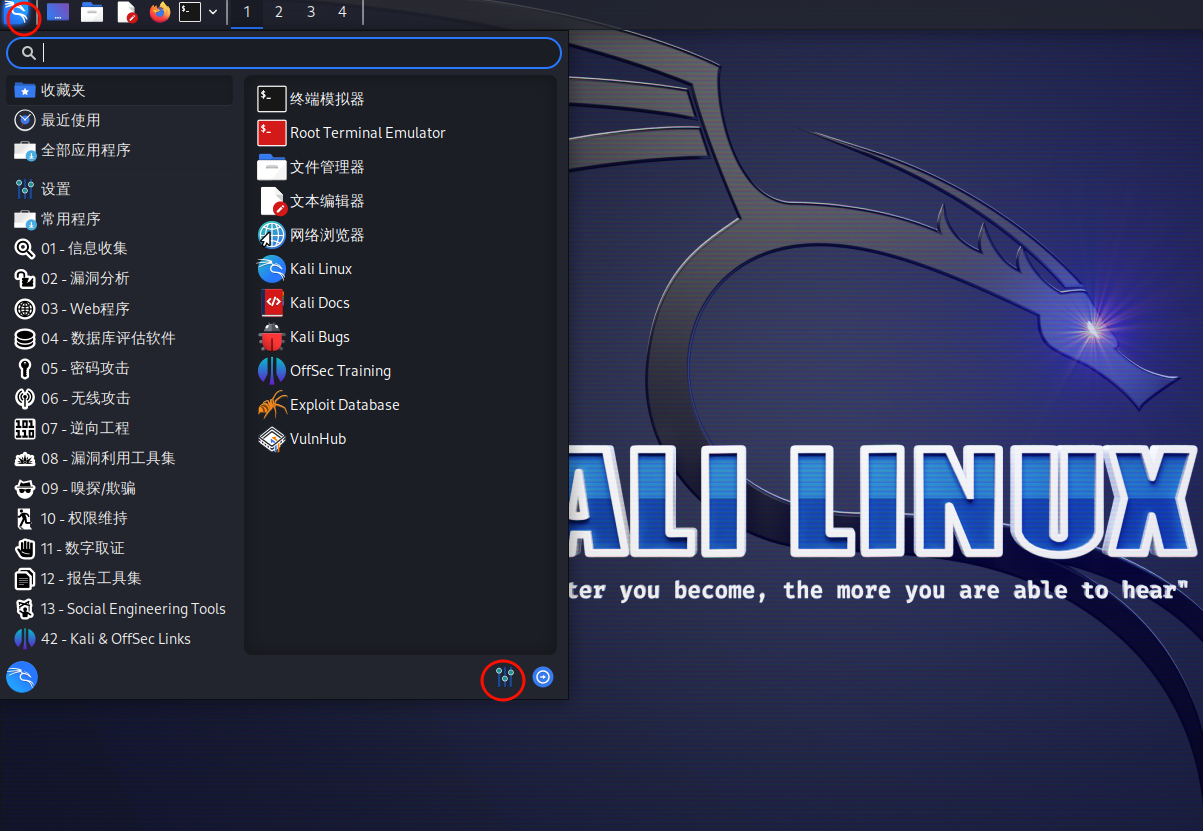 1 2 3 4
收藏夹
最近使用
全部应用程序
设置
常用程序
01 - 信息收集
02 - 漏洞分析
03 - Web程序
04 - 数据库评估软件
05 - 密码攻击
06 - 无线攻击
07 - 逆向工程
08 - 漏洞利用工具集
09 - 嗅探/欺骗
10 - 权限维持
11 - 数字取证
12 - 报告工具集
13 - Social Engineering Tools
42 - Kali & OffSec Links
终端模拟器
Root Terminal Emulator
文件管理器
文本编辑器
网络浏览器
Kali Linux
Kali Docs
Kali Bugs
OffSec Training
Exploit Database
VulnHub
ALI LINUX
ter you become, the more you are able to hear"